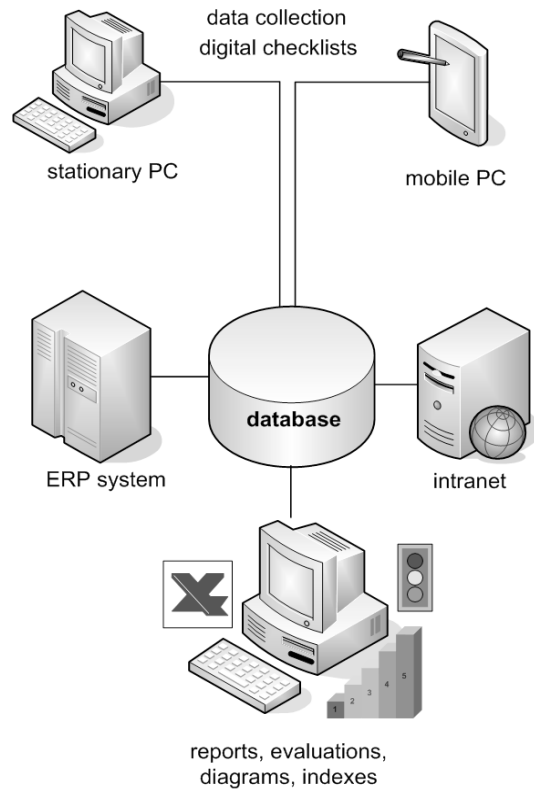 data collection
digital checklists
stationary PC
mobile PC
database
ERP system
intranet
1
2
3
4
5
reports, evaluations,
diagrams, indexes